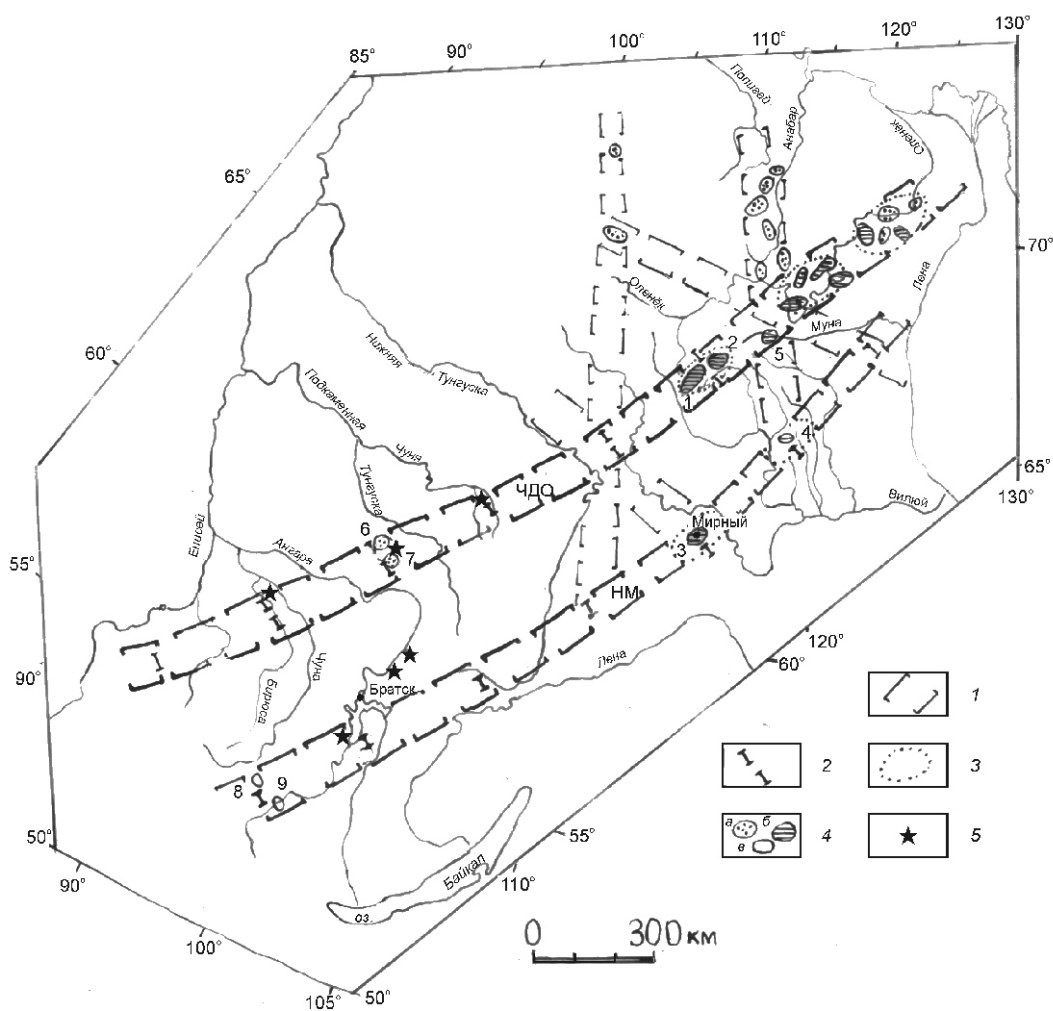 85°
90°
100°
110°
120°
130°
65°
60°
55°
90°
50°
90°
100°
105°
50°
110°
55°
60°
120°
130°
65°
70°
Попигей
Анабар
Оленёк
Лена
Оленёк
Муна
Нижняя
Тунгуска
Подкаменная
Чуня
Тунгуска
Енисей
Ангара
Чуна
Бирюса
Братск
Лена
Вилюй
Мирный
ЧДО
НМ
оз. Байкал
1
2
3
4
5
6
7
8
9
1
2
3
а
б
в
4
5
0 300 км